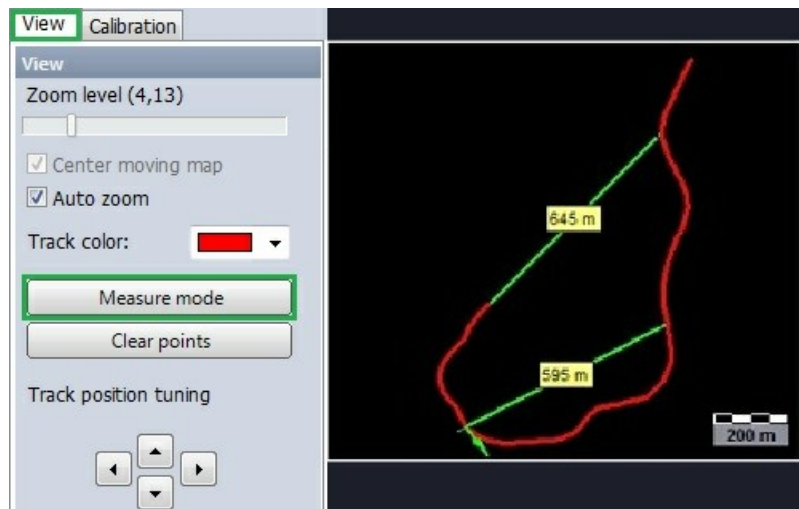 View
Calibration
View
Zoom level (4,13)
Center moving map
Auto zoom
Track color:
Measure mode
Clear points
Track position tuning
645 m
595 m
200 m